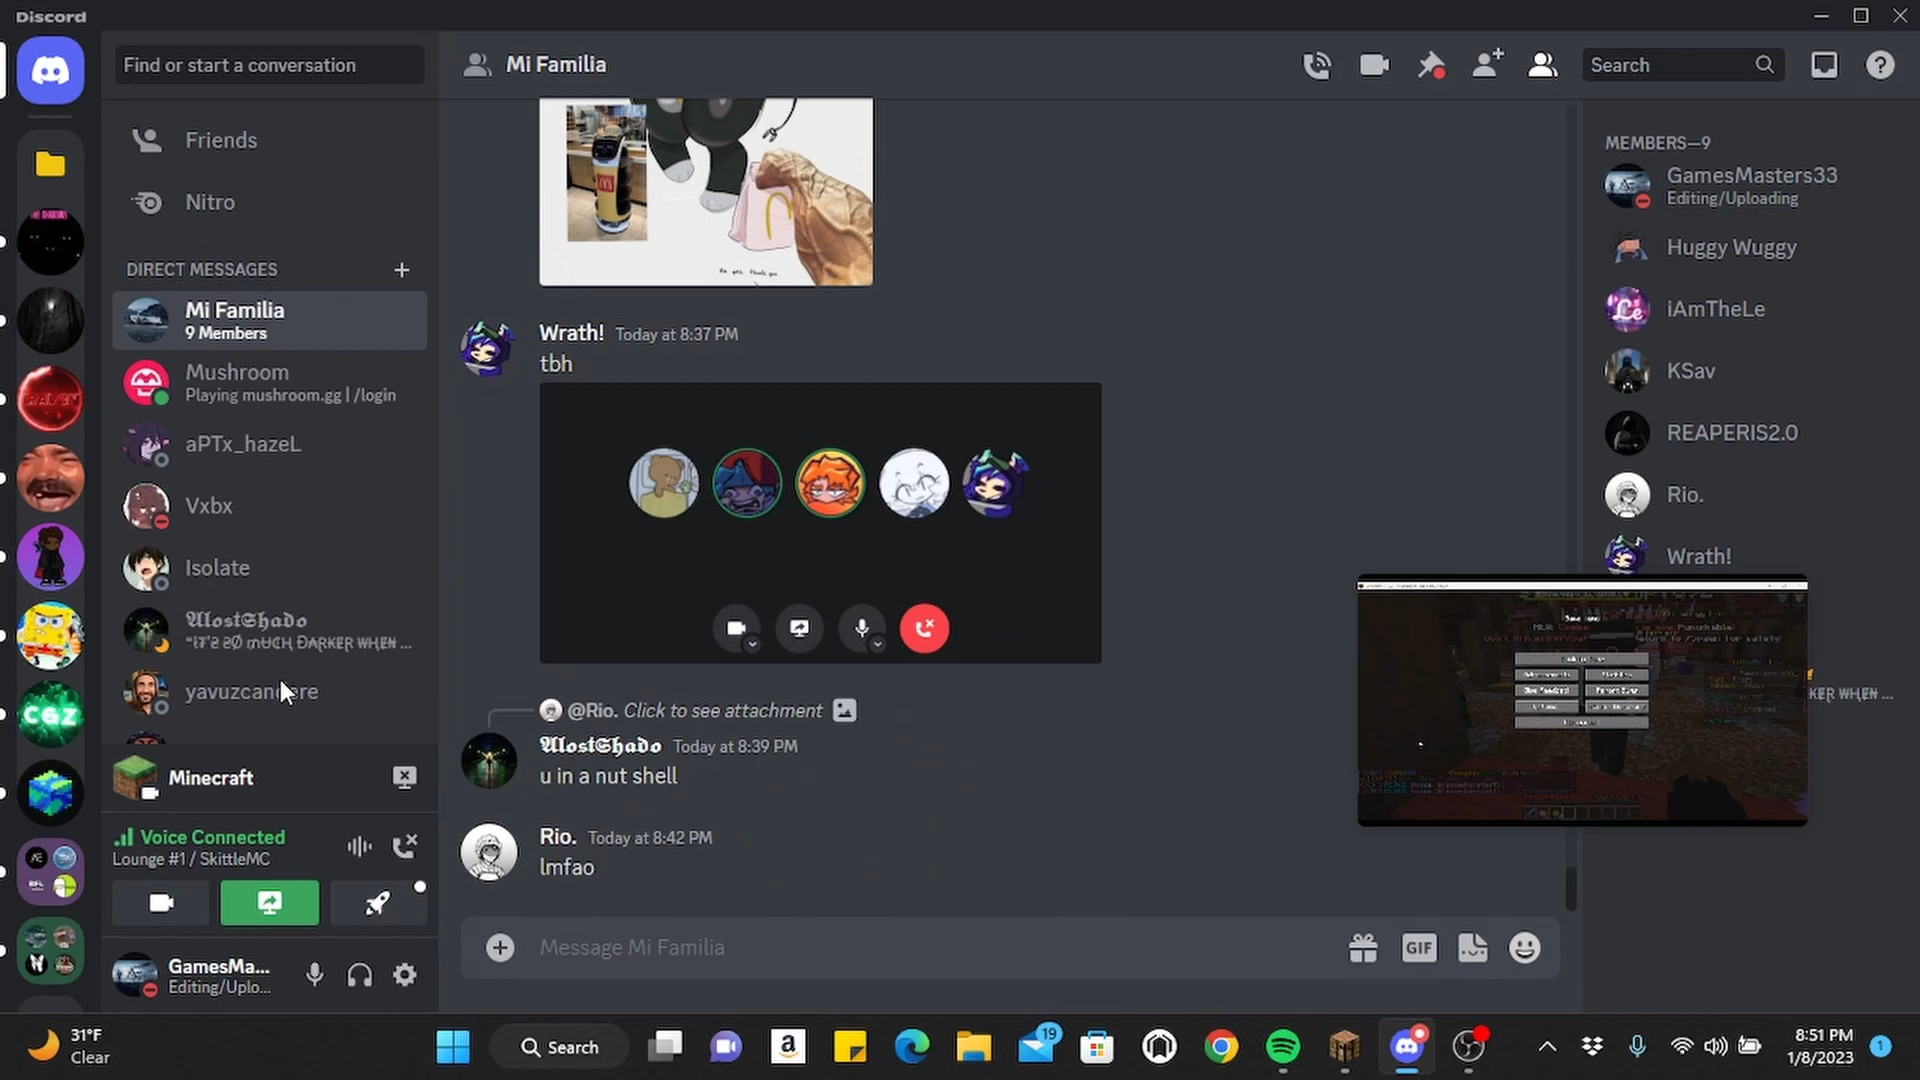 Discord
Find or start a conversation
Friends
Nitro
DIRECT MESSAGES
Mi Familia
9 Members
Mushroom
Playing mushroom.gg | /login
aPTx_hazeL
Vxbx
Isolate
𝕬𝖑𝖔𝖘𝖙𝕾𝖍𝖆𝖉𝖔
yavuzcan
ere
Minecraft
Voice Connected
Lounge #1 / SkittleMC
GamesMa...
Editing/Uplo...
Mi Familia
Search
Wrath! Today at 8:37 PM
tbh
@Rio. Click to see attachment
𝕬𝖑𝖔𝖘𝖙𝕾𝖍𝖆𝖉𝖔 Today at 8:39 PM
u in a nut shell
Rio. Today at 8:42 PM
lmfao
Message Mi Familia
GIF
MEMBERS—9
GamesMasters33
Editing/Uploading
Huggy Wuggy
iAmTheLe
KSav
REAPERIS2.0
Rio.
Wrath!
31°F
Clear
Search
19
8:51 PM
1/8/2023
1